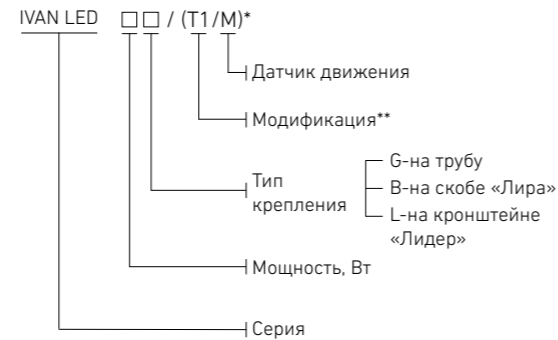 IVAN LED □□ / (T1/M)*
Датчик движения
Модификация**
Тип
крепления
G-на трубу
B-на скобе «Лира»
L-на кронштейне
«Лидер»
Мощность, Вт
Серия